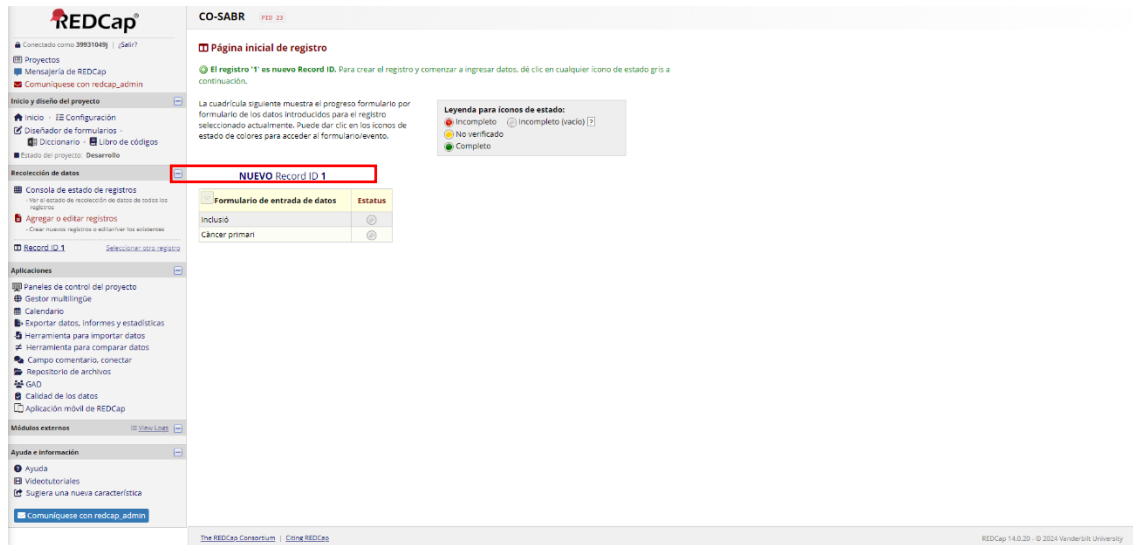 REDCap®
Conectado como 39931049j | ¿Salir?
Proyectos
Mensajería de REDCap
Comuníquese con redcap_admin
Inicio y diseño del proyecto
Inicio · Configuración
Diseñador de formularios -
Diccionario - Libro de códigos
Estado del proyecto: Desarrollo
Recolección de datos
Consola de estado de registros
- Ver el estado de recolección de datos de todos los
registros
Agregar o editar registros
- Crear nuevos registros o editar/ver los existentes
Record ID 1 Seleccionar otro registro
Aplicaciones
Paneles de control del proyecto
Gestor multilingüe
Calendario
Exportar datos, informes y estadísticas
Herramienta para importar datos
Herramienta para comparar datos
Campo comentario, conectar
Repositorio de archivos
GAD
Calidad de los datos
Aplicación móvil de REDCap
Módulos externos View Logs
Ayuda e información
Ayuda
Videotutoriales
Sugiera una nueva característica
Comuníquese con redcap_admin
CO-SABR PID 23
Página inicial de registro
El registro '1' es nuevo Record ID. Para crear el registro y comenzar a ingresar datos, dé clic en cualquier ícono de estado gris a
continuación.
La cuadrícula siguiente muestra el progreso formulario por
formulario de los datos introducidos para el registro
seleccionado actualmente. Puede dar clic en los íconos de
estado de colores para acceder al formulario/evento.
Leyenda para íconos de estado:
Incompleto Incompleto (vacío) ?
No verificado
Completo
NUEVO Record ID 1
Formulario de entrada de datos Estatus
Inclusió
Càncer primari
The REDCap Consortium | Citing REDCap
REDCap 14.0.20 - © 2024 Vanderbilt University